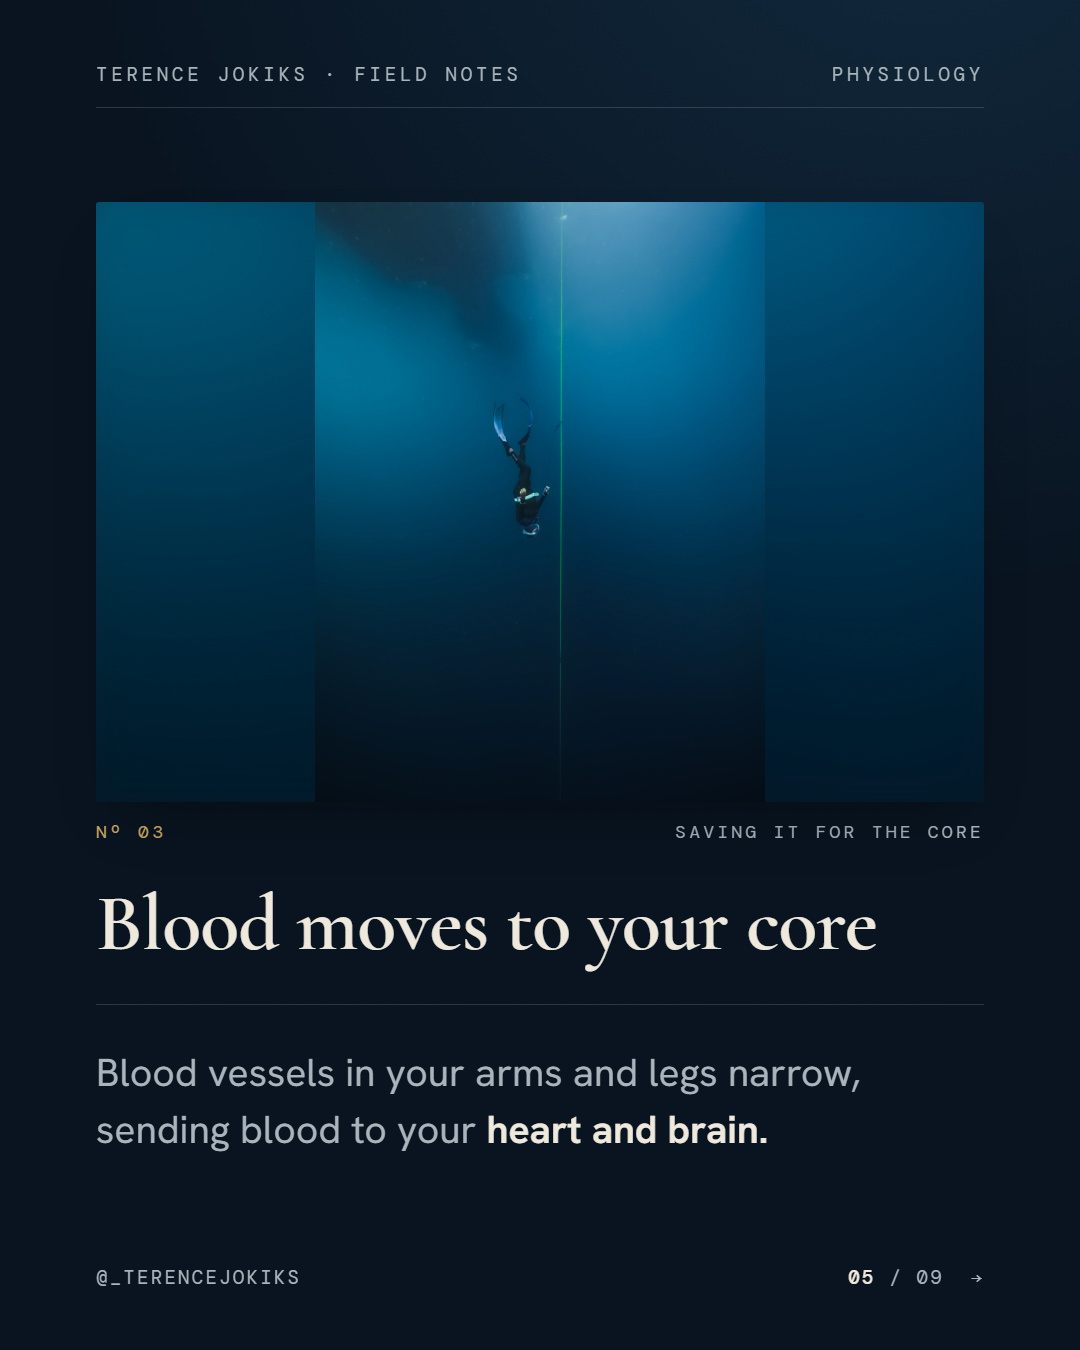 TERENCE JOKIKS · FIELD NOTES
PHYSIOLOGY
Nº 03
SAVING IT FOR THE CORE
Blood moves to your core
Blood vessels in your arms and legs narrow,
sending blood to your heart and brain.
@_TERENCEJOKIKS
05 / 09 →